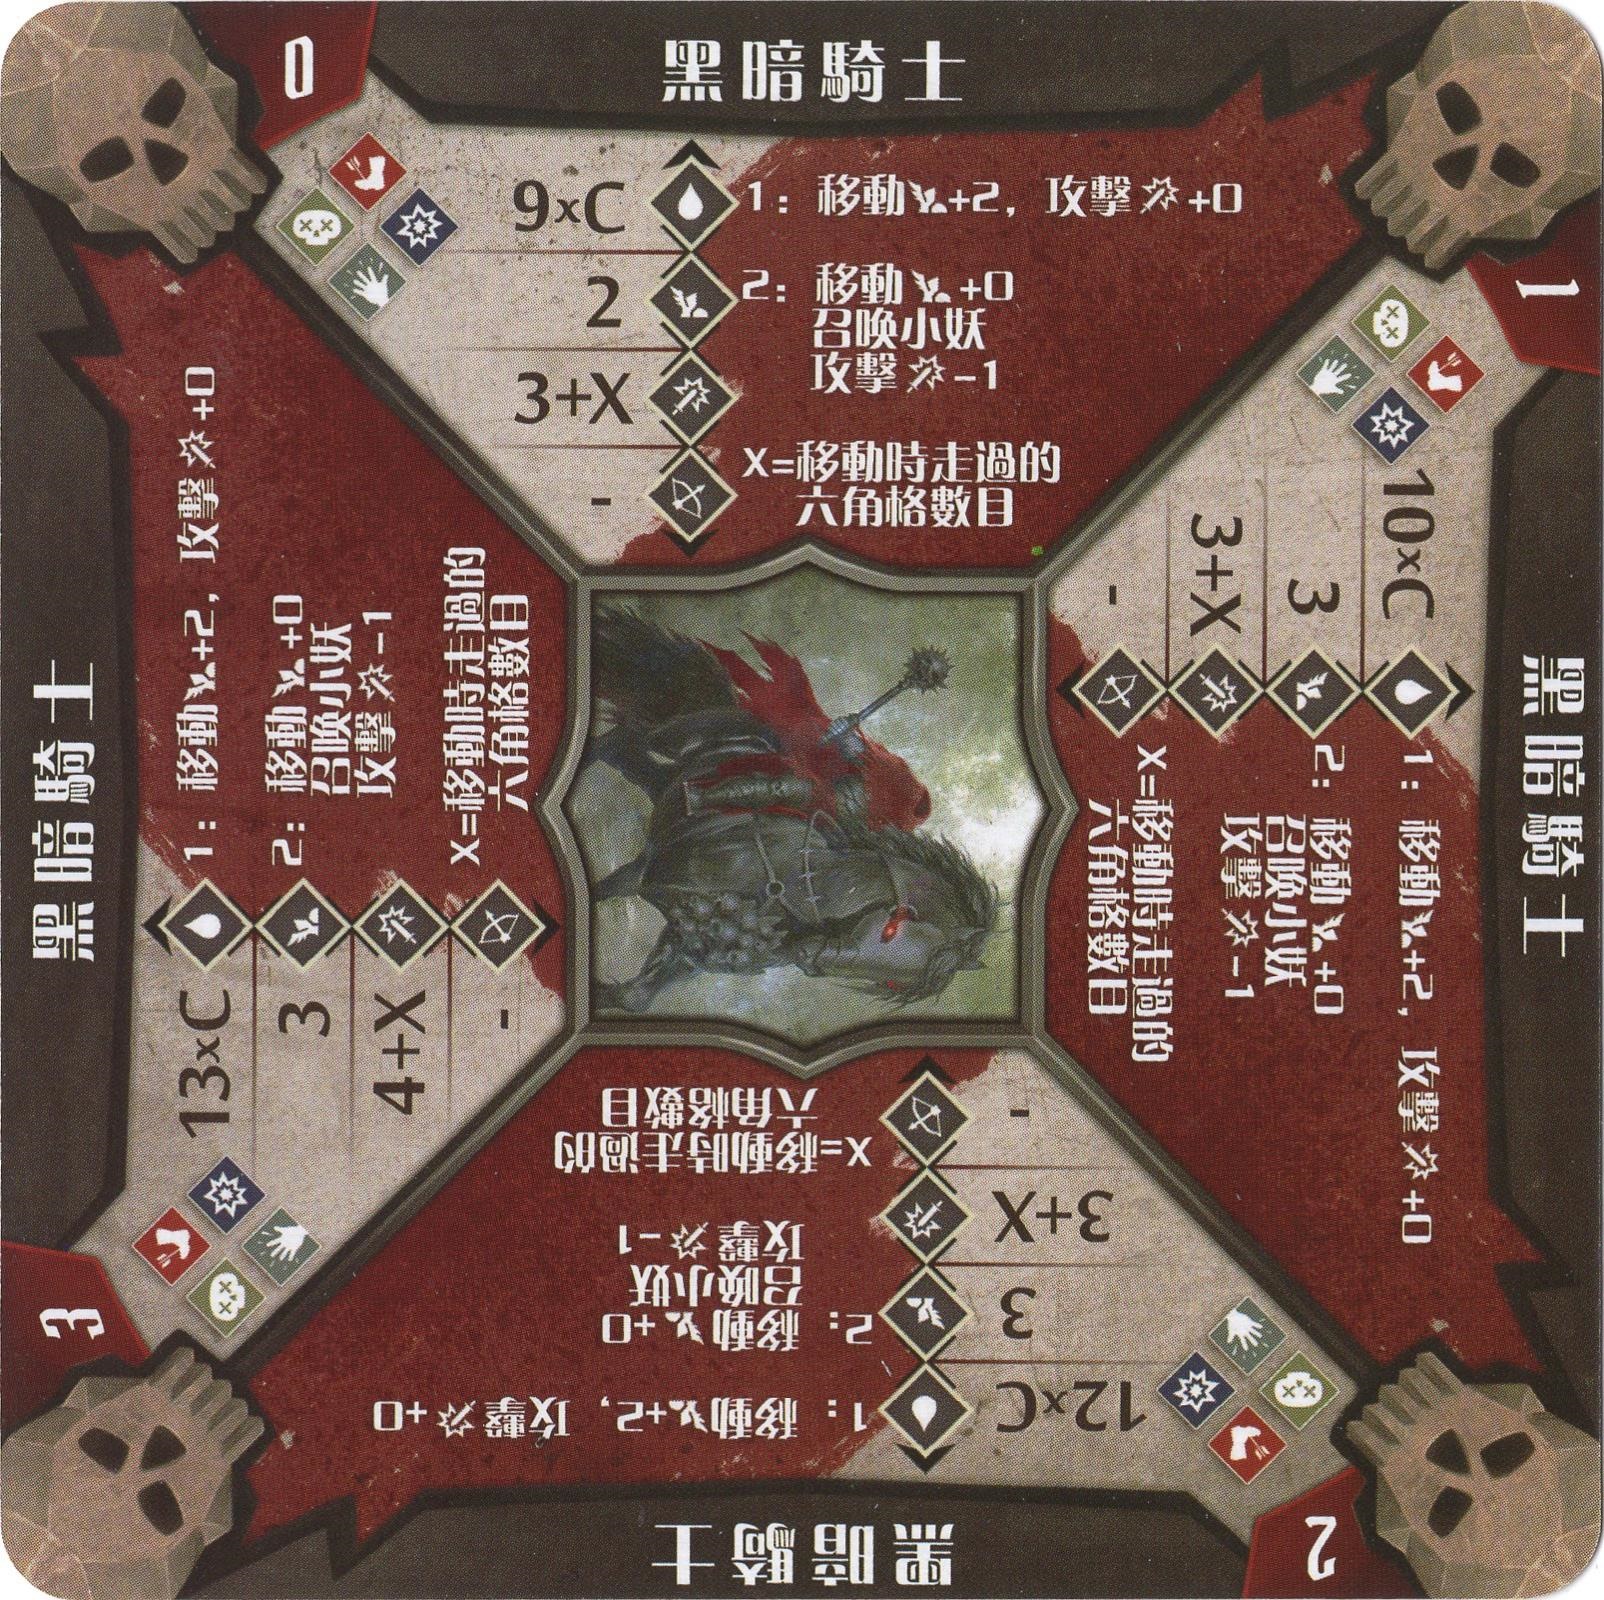 0
黑暗騎士
9xC
2
3+X
-
1: 移動+2, 攻擊+0
2: 移動+0
召喚小妖
攻擊-1
X=移動時走過的
六角格數目
1
黑暗騎士
10xC
3
3+X
-
1: 移動+2, 攻擊+0
2: 移動+0
召喚小妖
攻擊-1
X=移動時走過的
六角格數目
2
黑暗騎士
12xC
3
3+X
-
1: 移動+2, 攻擊+0
2: 移動+0
召喚小妖
攻擊-1
X=移動時走過的
六角格數目
3
黑暗騎士
13xC
3
4+X
-
1: 移動+2, 攻擊+0
2: 移動+0
召喚小妖
攻擊-1
X=移動時走過的
六角格數目